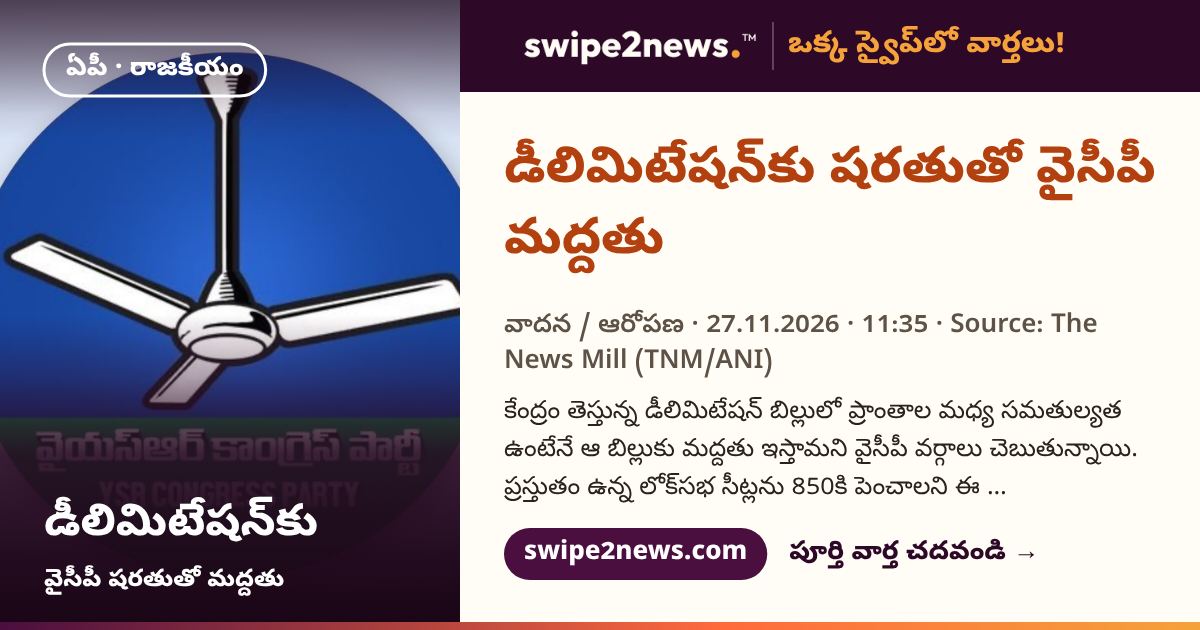 ఏపీ · రాజకీయం
వైయస్ఆర్ కాంగ్రెస్ పార్టీ
YSR CONGRESS PARTY
డీలిమిటేషన్‌కు
వైసీపీ షరతుతో మద్దతు
swipe2news.™
ఒక్క స్వైప్‌లో వార్తలు!
డీలిమిటేషన్‌కు షరతుతో వైసీపీ
మద్దతు
వాదన / ఆరోపణ · 27.11.2026 · 11:35 · Source: The
News Mill (TNM/ANI)
కేంద్రం తెస్తున్న డీలిమిటేషన్ బిల్లులో ప్రాంతాల మధ్య సమతుల్యత
ఉంటేనే ఆ బిల్లుకు మద్దతు ఇస్తామని వైసీపీ వర్గాలు చెబుతున్నాయి.
ప్రస్తుతం ఉన్న లోక్‌సభ సీట్లను 850కి పెంచాలని ఈ ...
swipe2news.com
పూర్తి వార్త చదవండి →